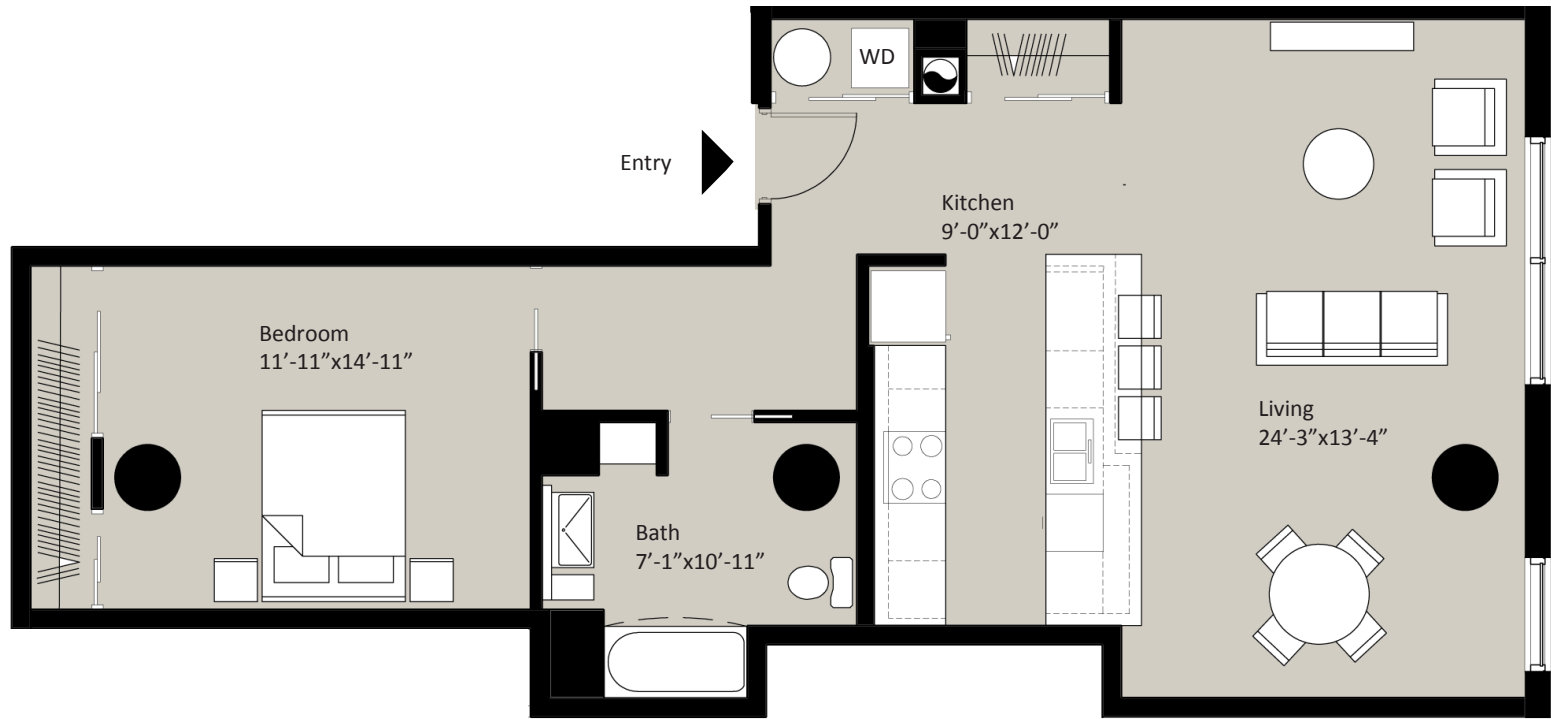 WD
Entry
Kitchen
9’-0”x12’-0”
Bedroom
11’-11”x14’-11”
Living
24’-3”x13’-4”
Bath
7’-1”x10’-11”